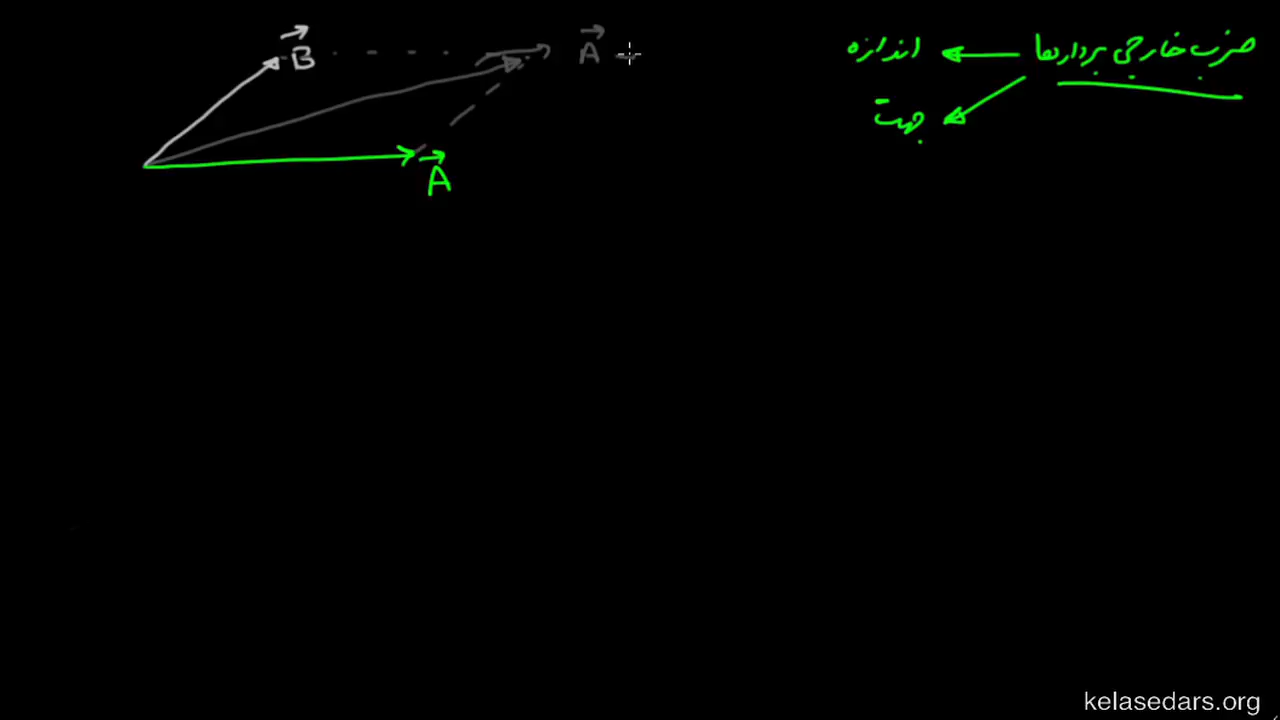 ضرب خارجی بردارها ← اندازه
جهت
B⃗
A⃗ +
A⃗
kelasedars.org